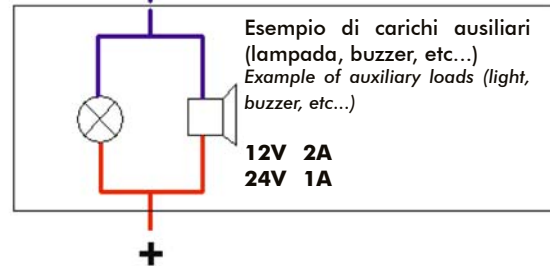 Esempio di carichi ausiliari
(lampada, buzzer, etc...)
Example of auxiliary loads (light,
buzzer, etc...)
12V 2A
24V 1A
+